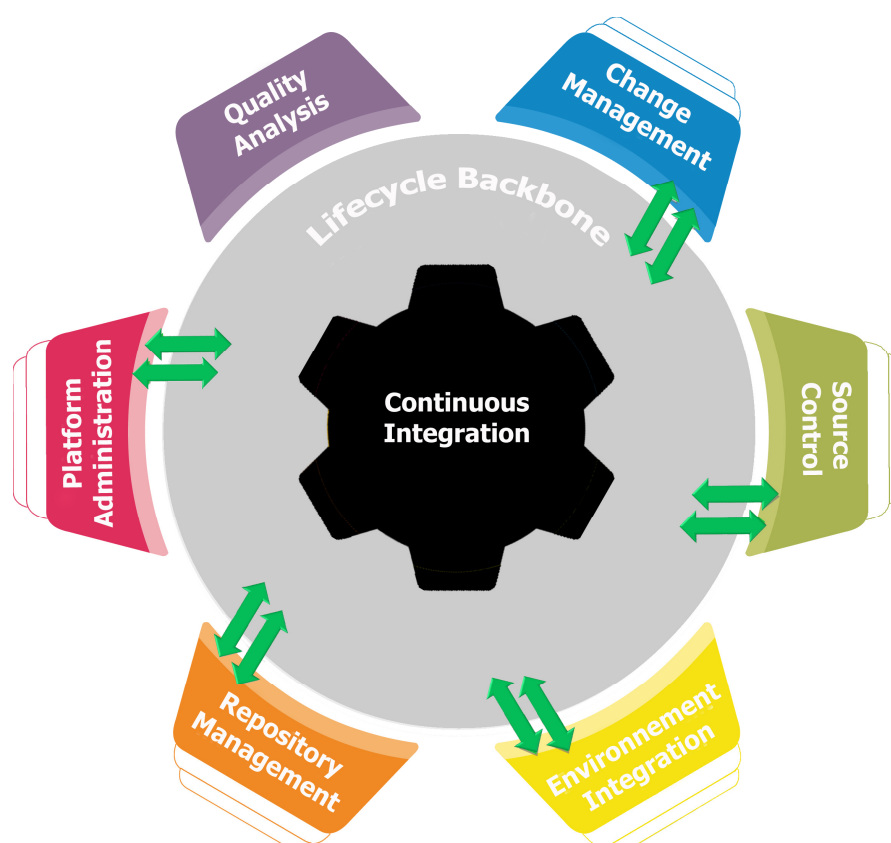 Quality
Analysis
Change
Management
Lifecycle Backbone
Platform
Administration
Continuous
Integration
Source
Control
Repository
Management
Environnement
Integration